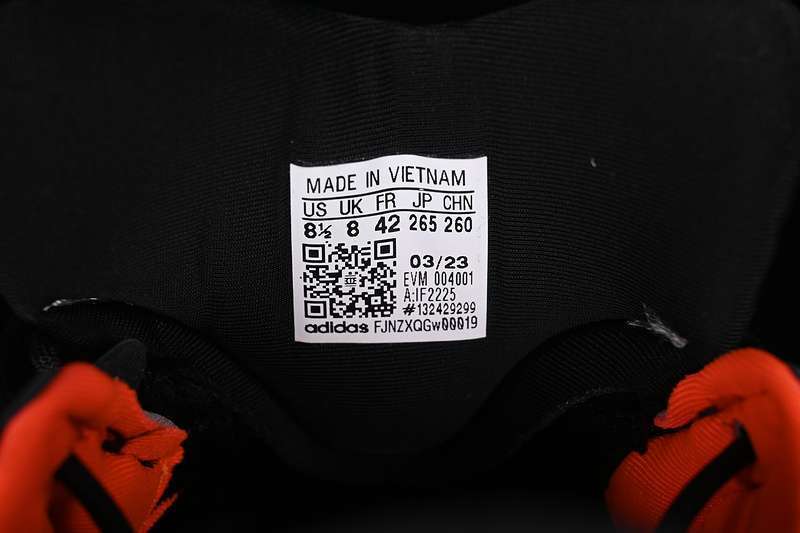 MADE IN VIETNAM
US UK FR JP CHN
8½ 8 42 265 260
03/23
EVM 004001
A:IF2225
#132429299
adidas FJNZXQGW00019